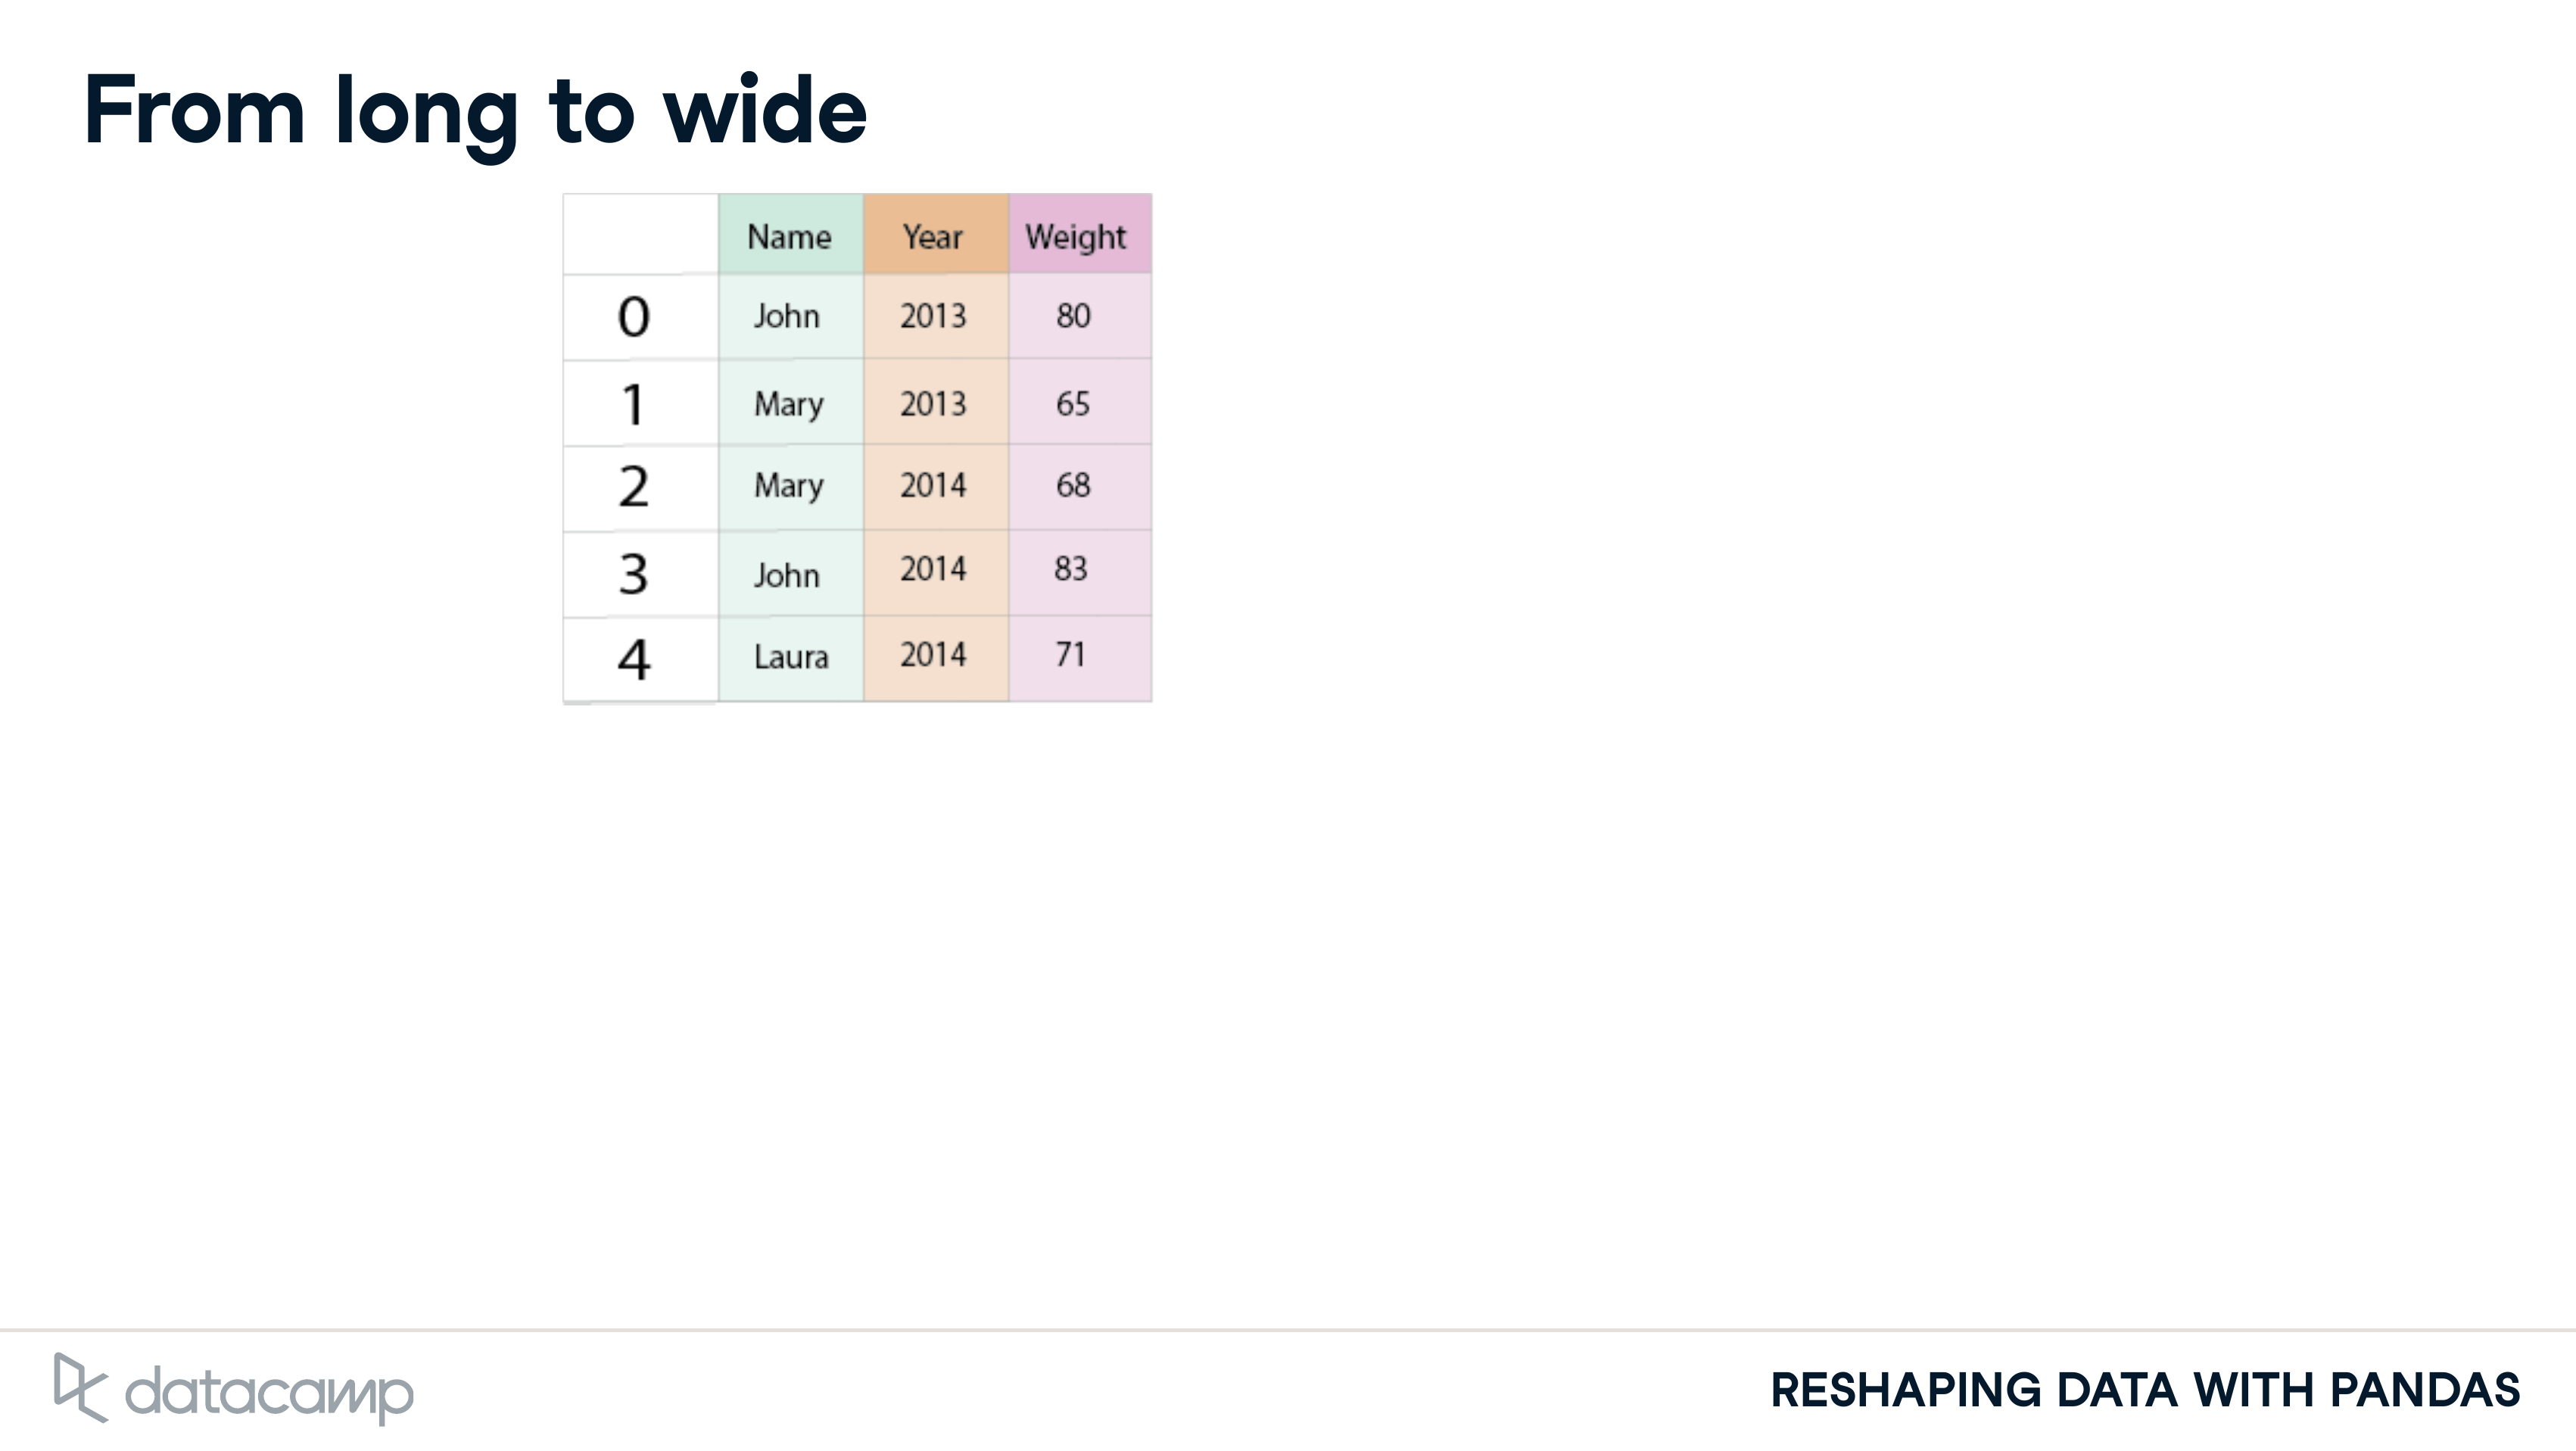 From long to wide
Name Year Weight
0 John 2013 80
1 Mary 2013 65
2 Mary 2014 68
3 John 2014 83
4 Laura 2014 71
datacamp
RESHAPING DATA WITH PANDAS